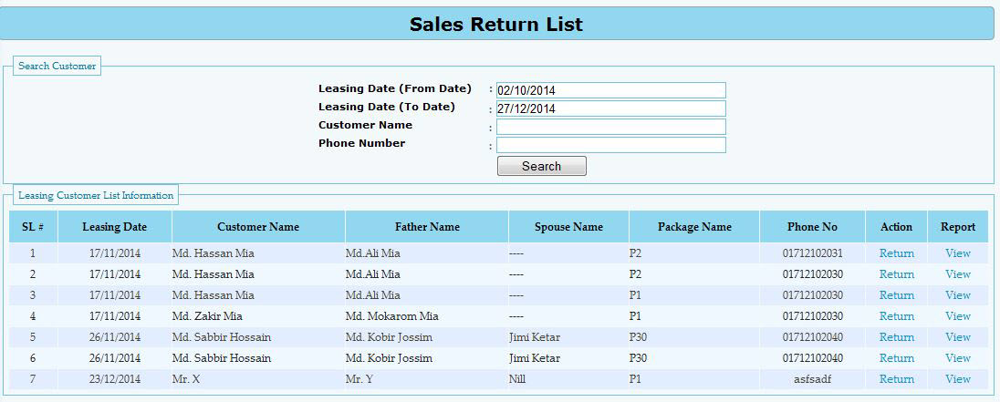 Sales Return List
Search Customer
Leasing Date (From Date) : 02/10/2014
Leasing Date (To Date) : 27/12/2014
Customer Name :
Phone Number :
Search
Leasing Customer List Information
SL # Leasing Date Customer Name Father Name Spouse Name Package Name Phone No Action Report
1 17/11/2014 Md. Hassan Mia Md.Ali Mia ---- P2 01712102031 Return View
2 17/11/2014 Md. Hassan Mia Md.Ali Mia ---- P2 01712102030 Return View
3 17/11/2014 Md. Hassan Mia Md.Ali Mia ---- P1 01712102030 Return View
4 17/11/2014 Md. Zakir Mia Md. Mokarom Mia ---- P1 01712102030 Return View
5 26/11/2014 Md. Sabbir Hossain Md. Kobir Jossim Jimi Ketar P30 01712102040 Return View
6 26/11/2014 Md. Sabbir Hossain Md. Kobir Jossim Jimi Ketar P30 01712102040 Return View
7 23/12/2014 Mr. X Mr. Y Nill P1 asfsadf Return View